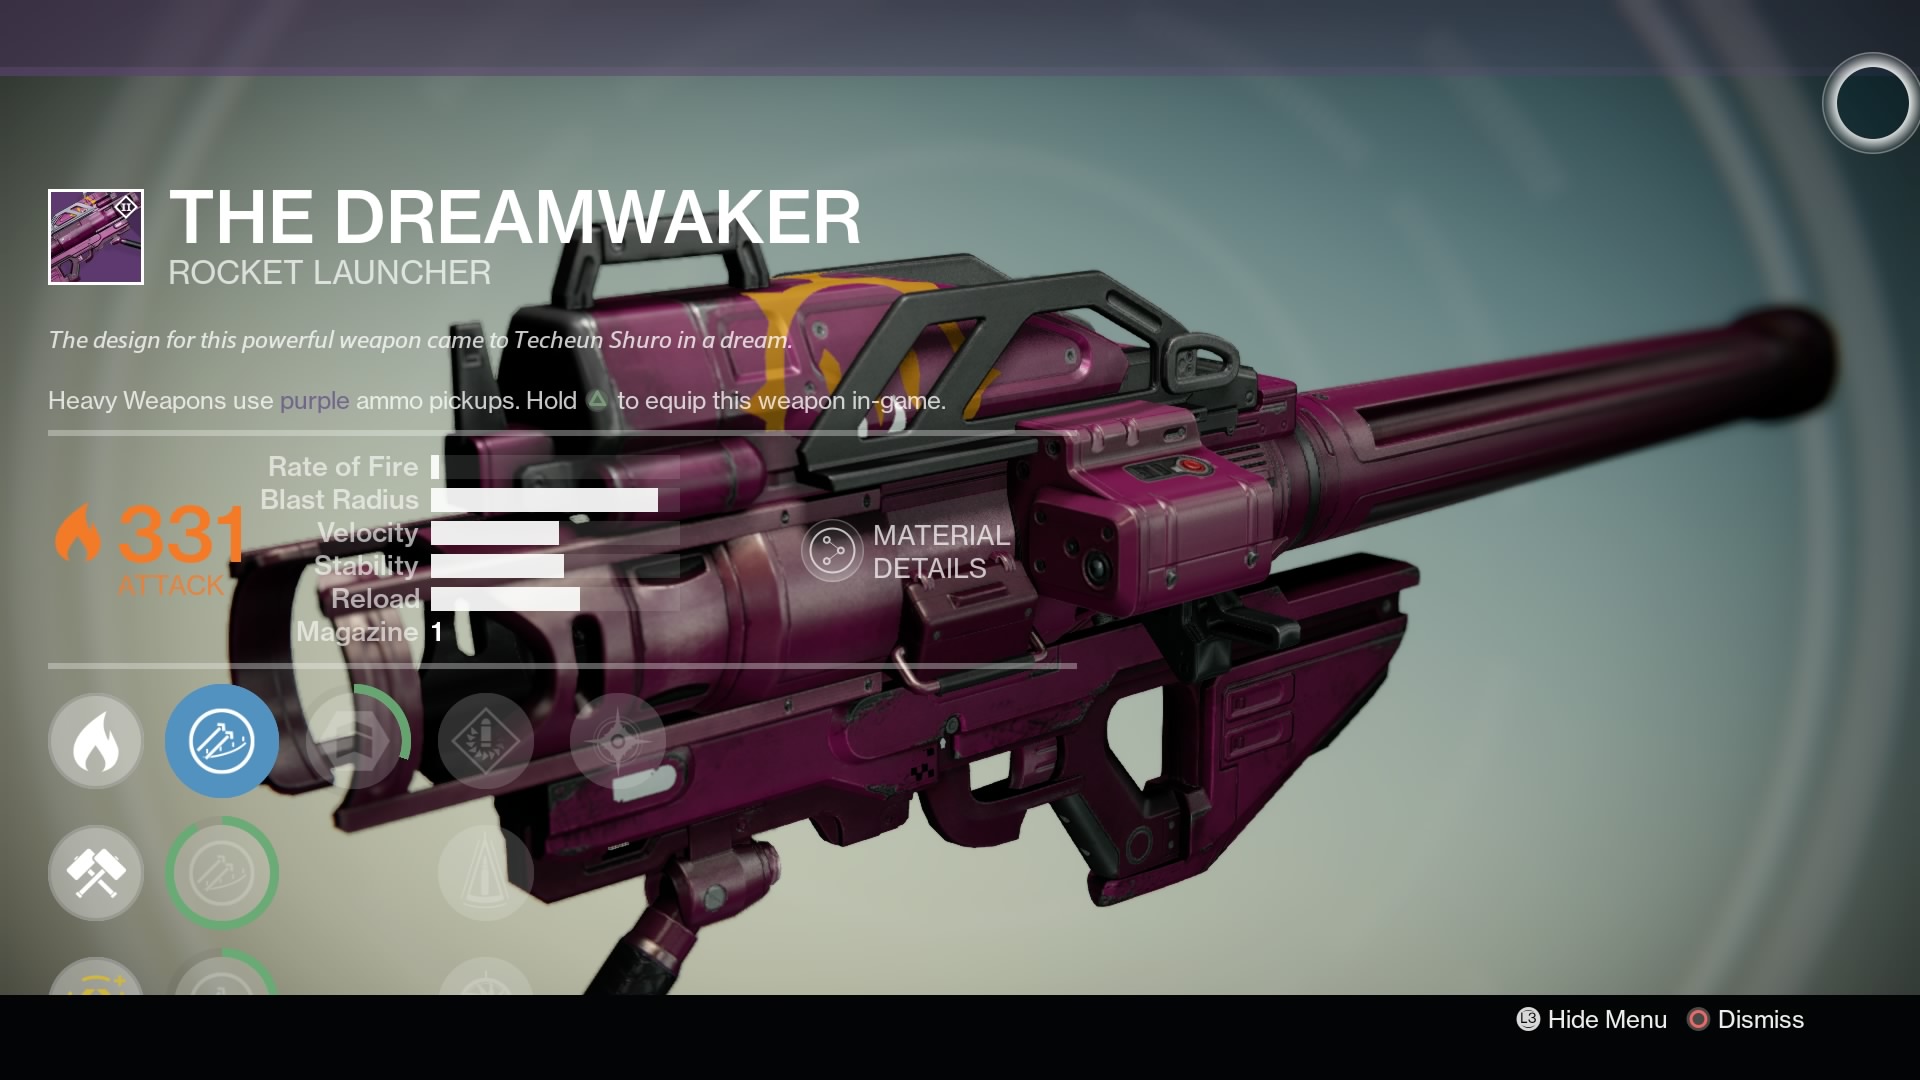 THE DREAMWAKER
ROCKET LAUNCHER
The design for this powerful weapon came to Techeun Shuro in a dream.
Heavy Weapons use purple ammo pickups. Hold to equip this weapon in-game.
331
ATTACK
Rate of Fire
Blast Radius
Velocity
Stability
Reload
Magazine 1
MATERIAL
DETAILS
L3 Hide Menu Dismiss